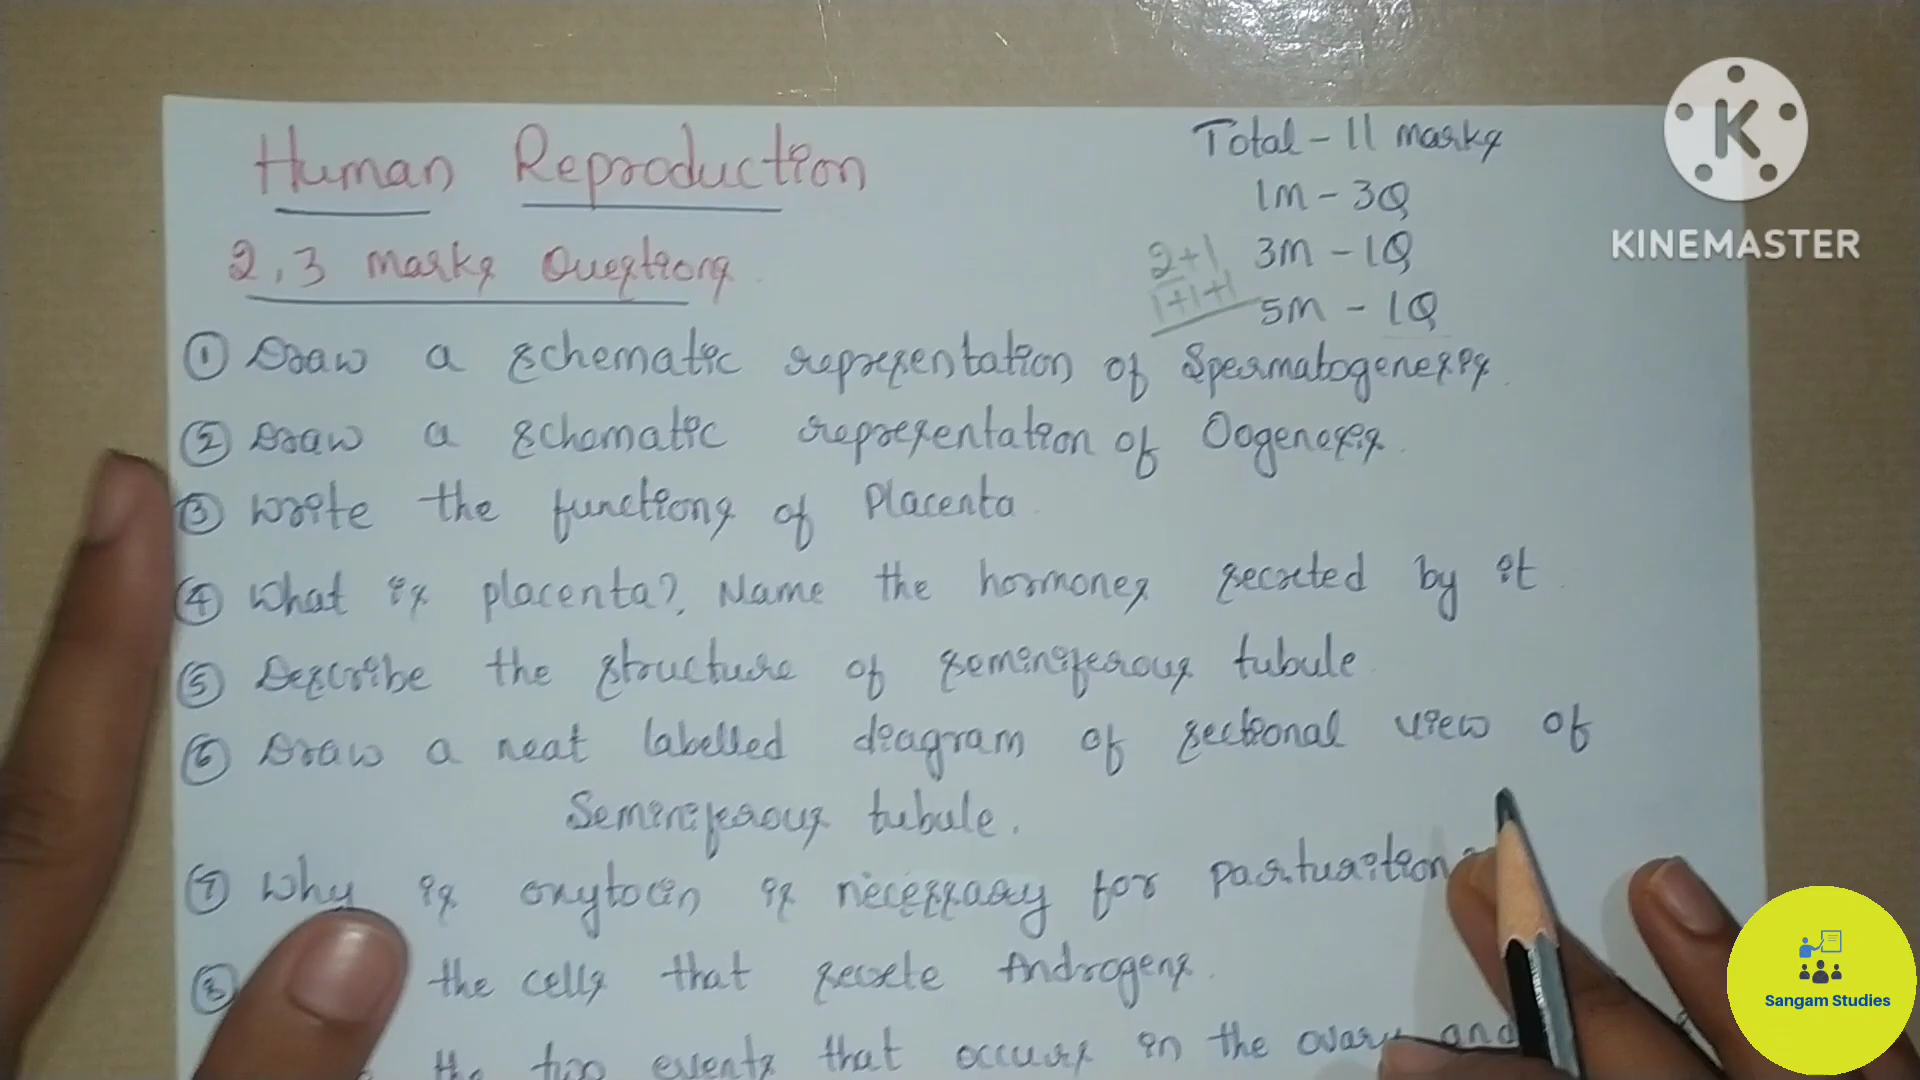 Human Reproduction
2, 3 marks Questions
Total - 11 marks
1M - 3Q
3M - 1Q
5M - 1Q
2+1
1+1+1
① Draw a schematic representation of Spermatogenesis.
② Draw a schematic representation of Oogenesis.
③ Write the functions of Placenta
④ What is placenta? Name the hormones secreted by it
⑤ Describe the structure of seminiferous tubule
⑥ Draw a neat labelled diagram of sectional view of
Seminiferous tubule.
⑦ Why is oxytocin is necessary for parturition
⑧ the cells that secrete Androgens.
the two events that occurs in the ovary and
KINEMASTER
Sangam Studies